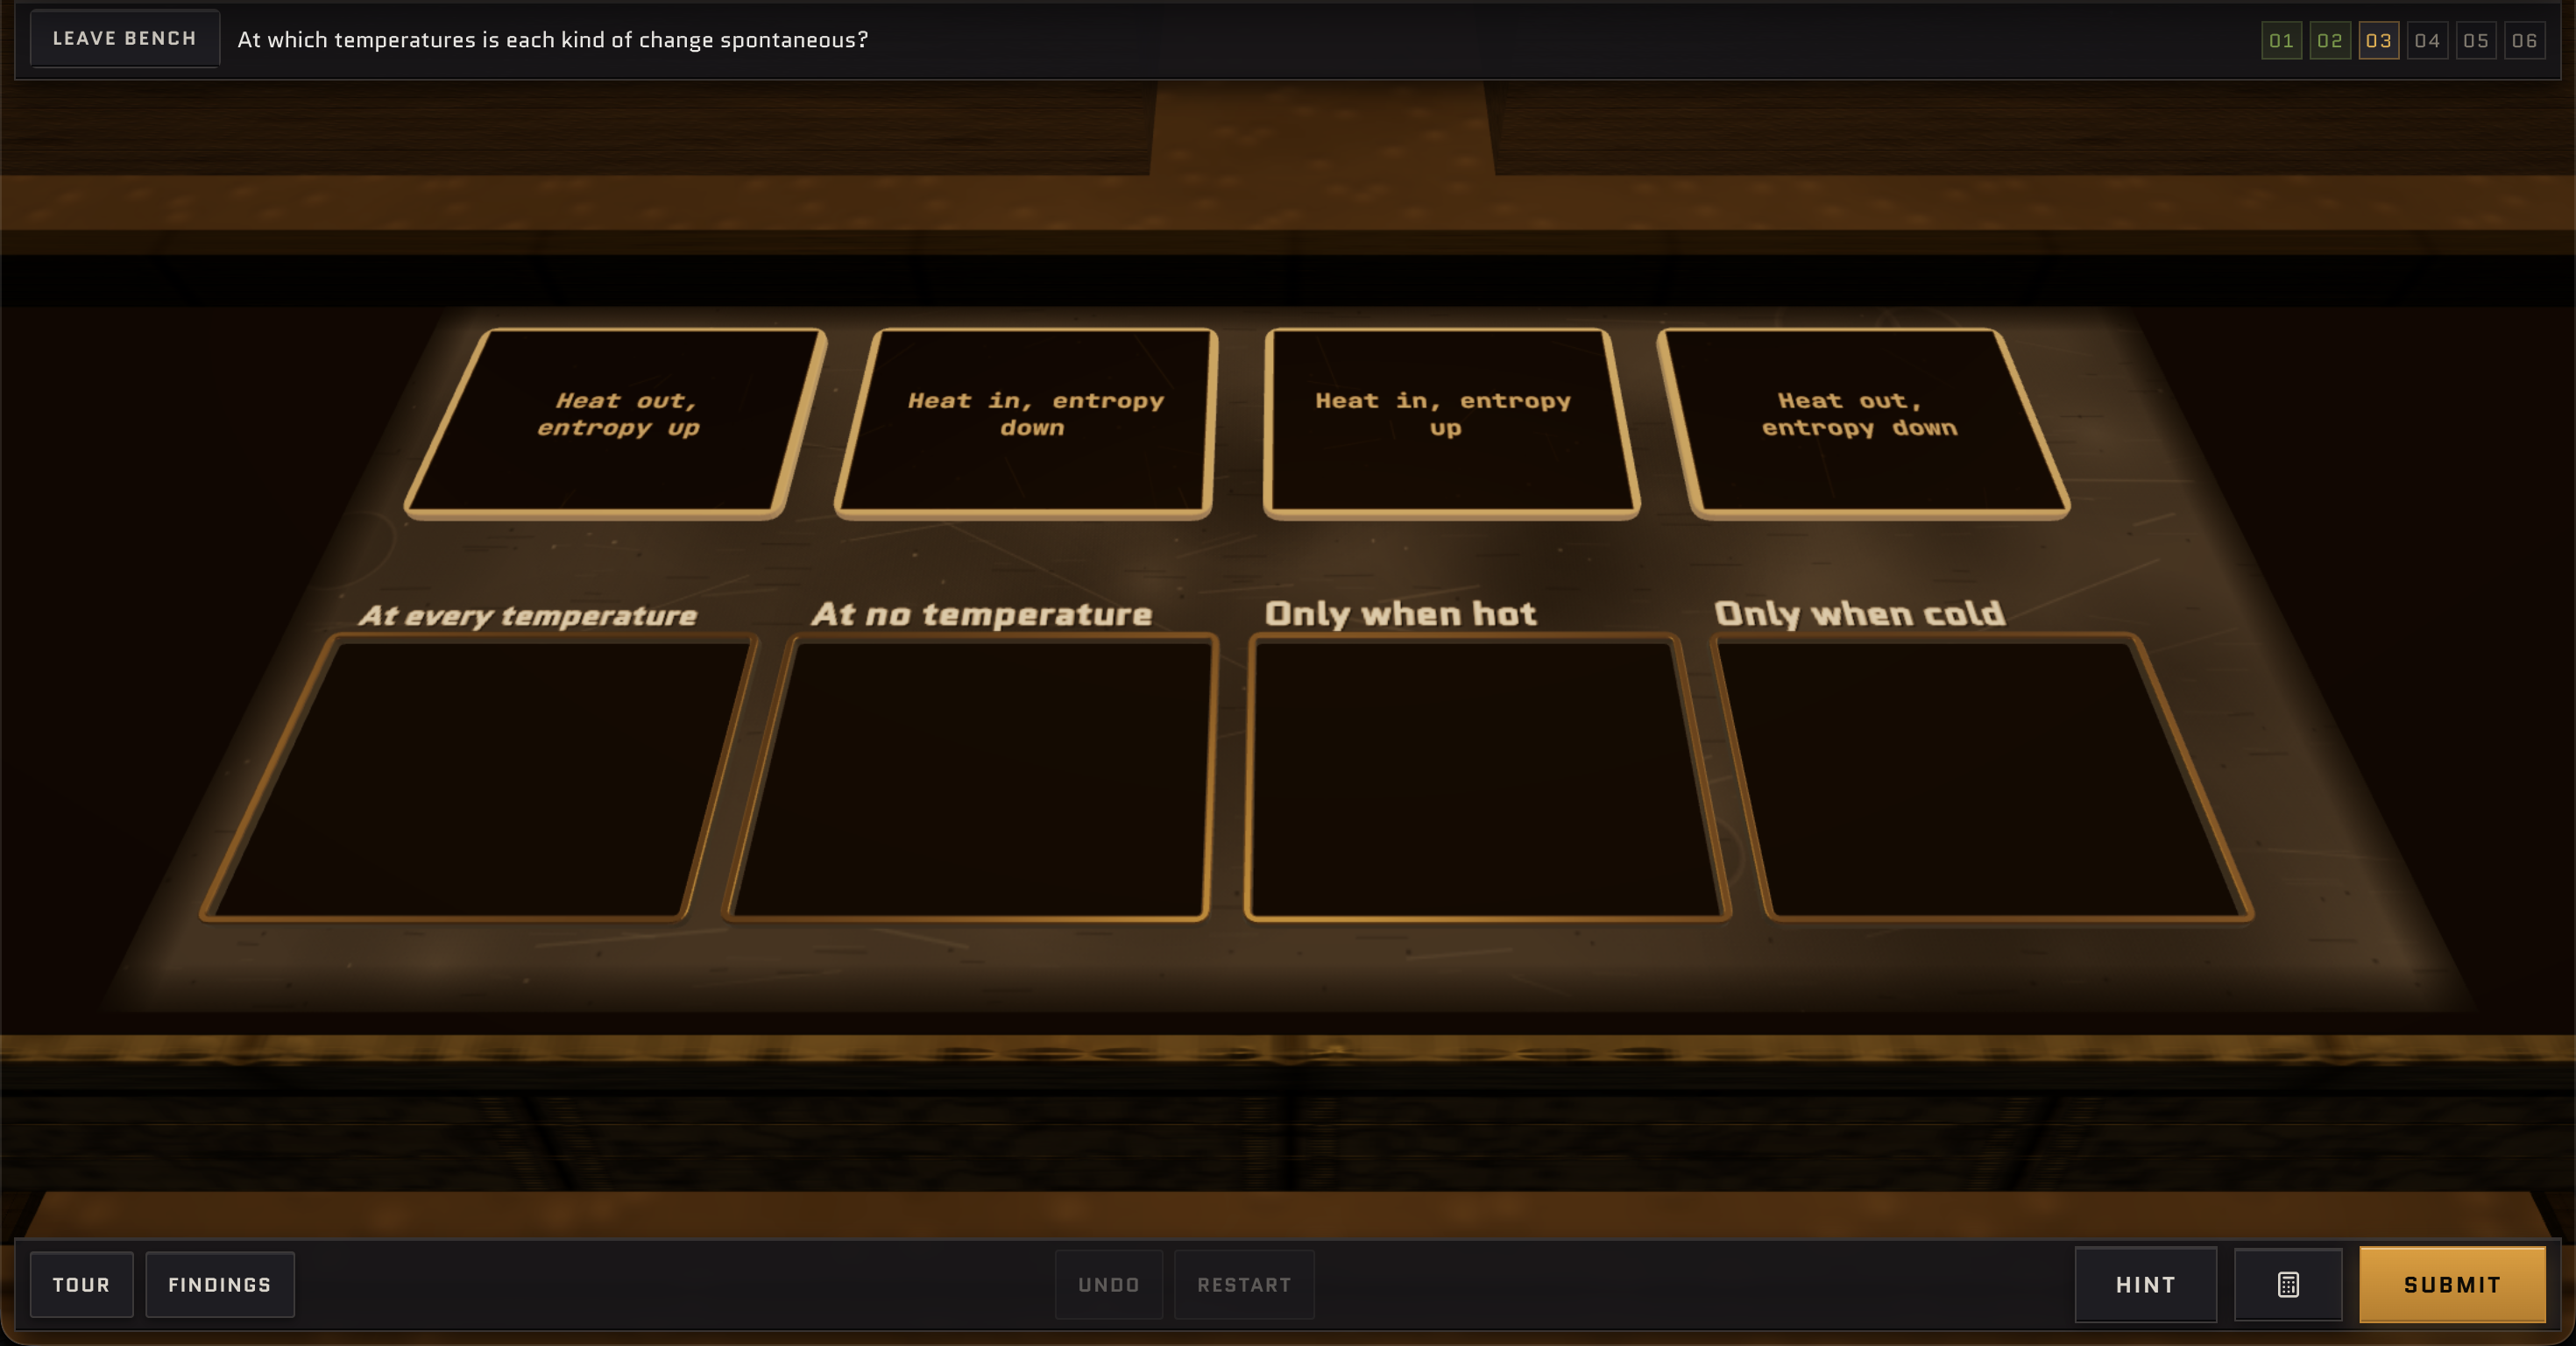 LEAVE BENCH
At which temperatures is each kind of change spontaneous?
01 02 03 04 05 06
Heat out,
entropy up
Heat in, entropy
down
Heat in, entropy
up
Heat out,
entropy down
At every temperature
At no temperature
Only when hot
Only when cold
TOUR
FINDINGS
UNDO
RESTART
HINT
SUBMIT